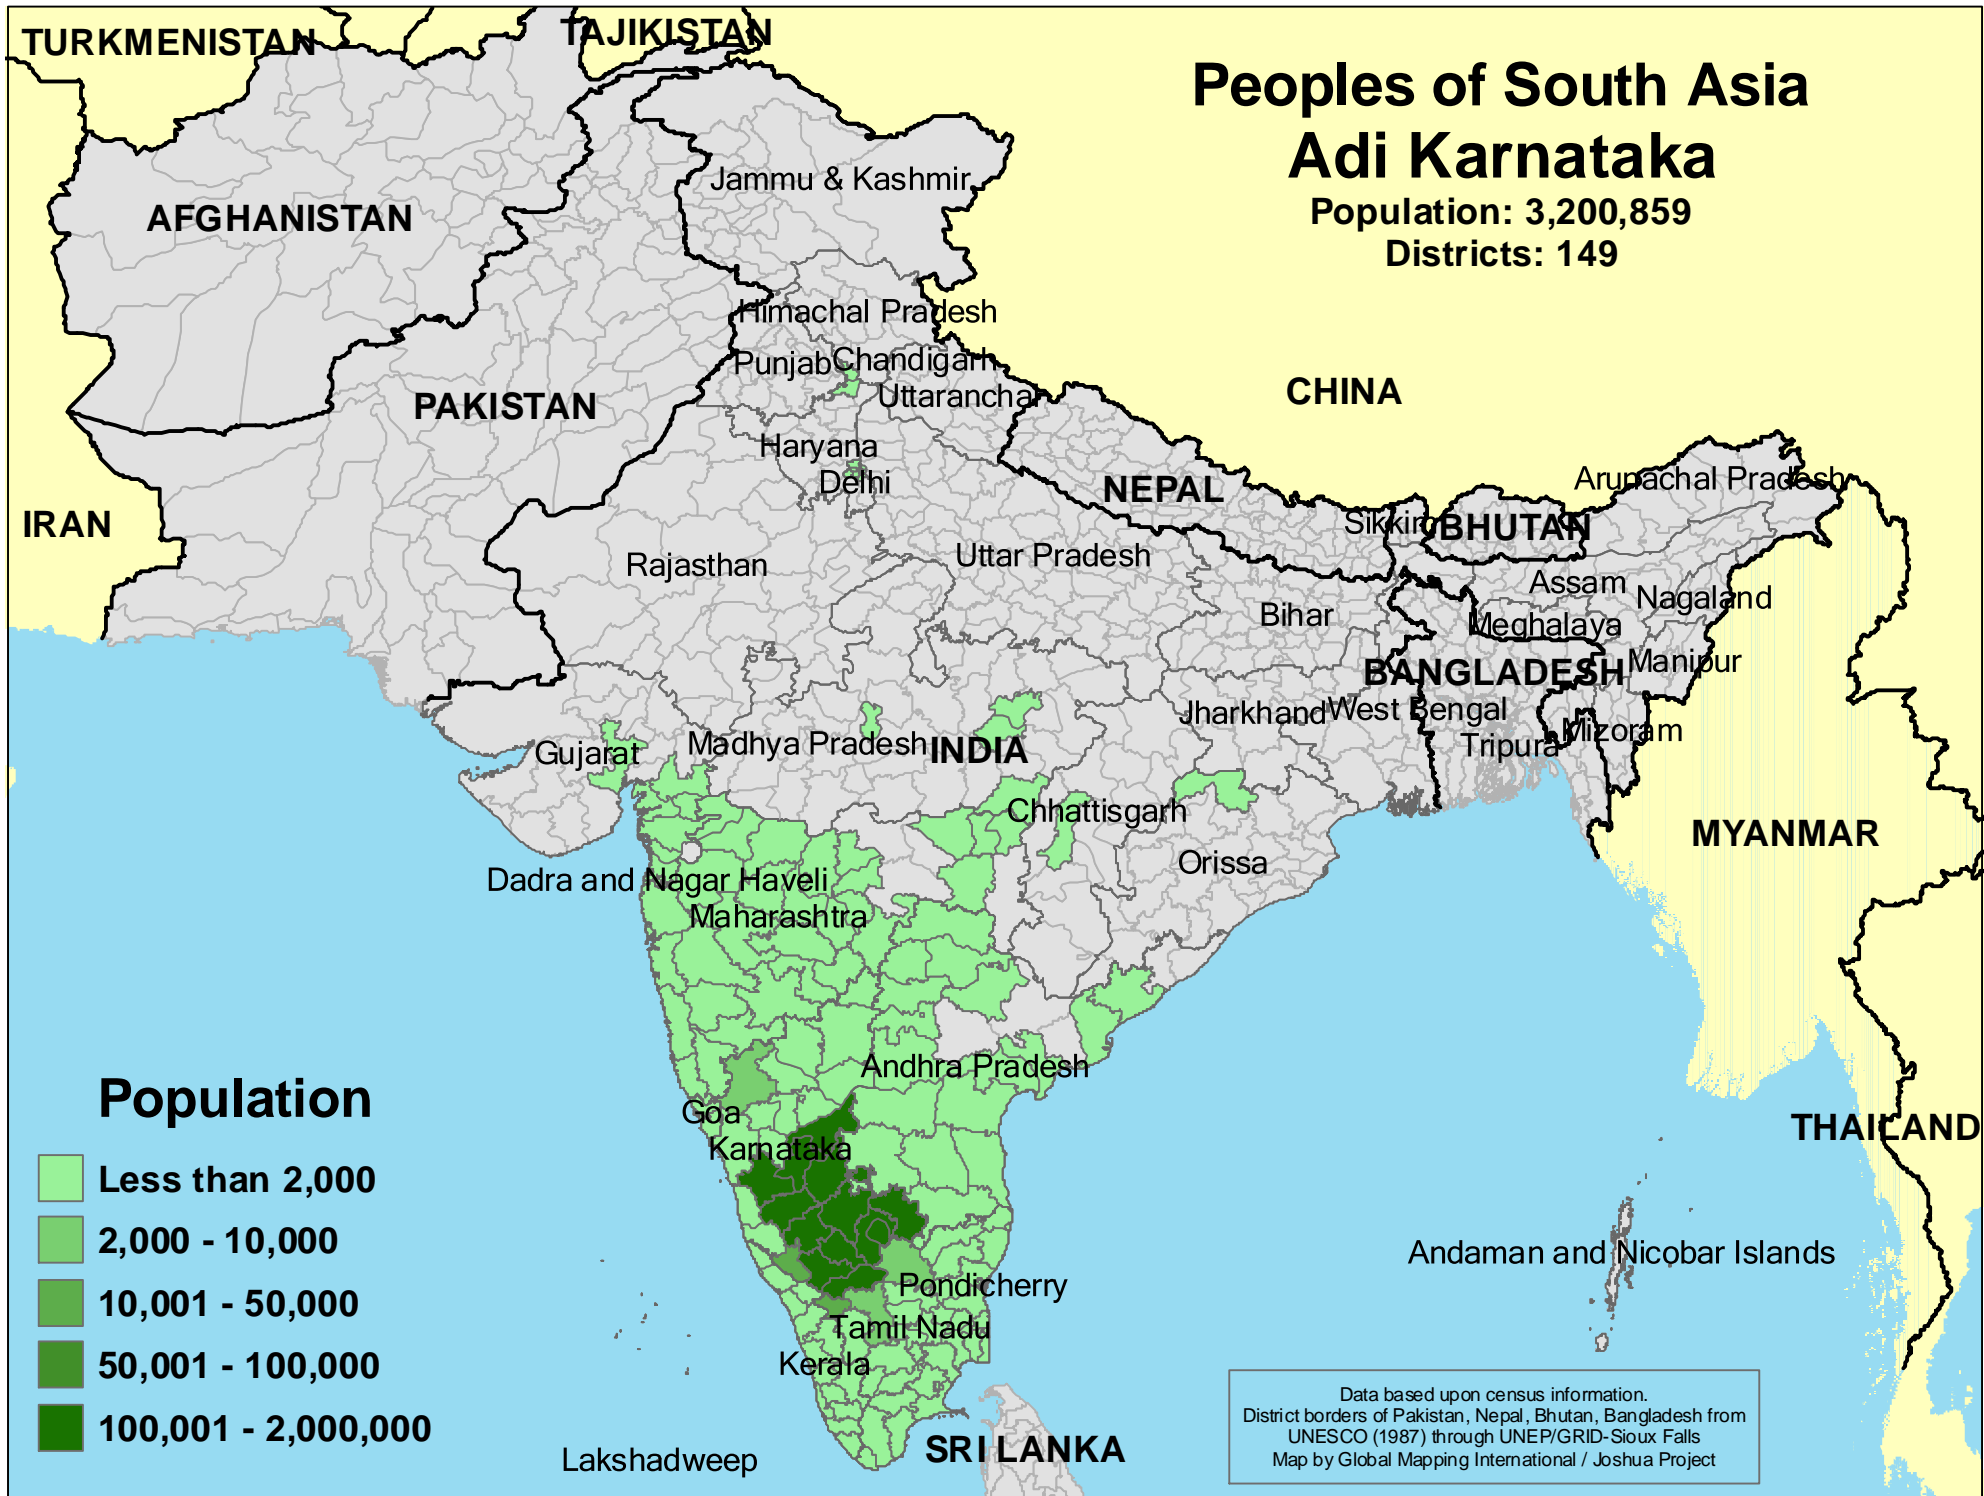 Peoples of South Asia
Adi Karnataka
Population: 3,200,859
Districts: 149
TURKMENISTAN
TAJIKISTAN
Jammu & Kashmir
AFGHANISTAN
Himachal Pradesh
Punjab
Chandigarh
Uttaranchal
PAKISTAN
CHINA
Haryana
Delhi
NEPAL
Arunachal Pradesh
IRAN
Sikkim
BHUTAN
Rajasthan
Uttar Pradesh
Assam
Nagaland
Bihar
Meghalaya
BANGLADESH
Manipur
Jharkhand
West Bengal
Mizoram
Tripura
Gujarat
Madhya Pradesh
INDIA
Chhattisgarh
MYANMAR
Orissa
Dadra and Nagar Haveli
Maharashtra
Andhra Pradesh
Goa
Karnataka
THAILAND
Andaman and Nicobar Islands
Pondicherry
Tamil Nadu
Kerala
Lakshadweep
SRI LANKA
Population
Less than 2,000
2,000 - 10,000
10,001 - 50,000
50,001 - 100,000
100,001 - 2,000,000
Data based upon census information.
District borders of Pakistan, Nepal, Bhutan, Bangladesh from
UNESCO (1987) through UNEP/GRID-Sioux Falls
Map by Global Mapping International / Joshua Project